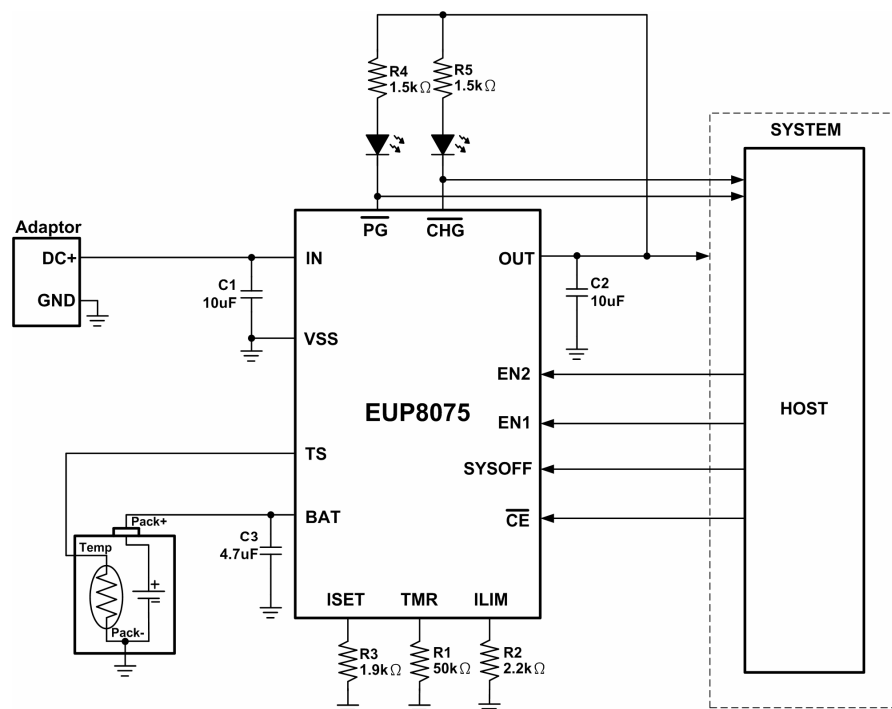 R4
1.5kΩ
R5
1.5kΩ
SYSTEM
PG
CHG
Adaptor
DC+
GND
C1
10uF
IN
OUT
C2
10uF
VSS
EN2
EUP8075
HOST
EN1
TS
SYSOFF
Pack+
BAT
CE
C3
4.7uF
Temp
+
Pack-
ISET
TMR
ILIM
R3
1.9kΩ
R1
50kΩ
R2
2.2kΩ